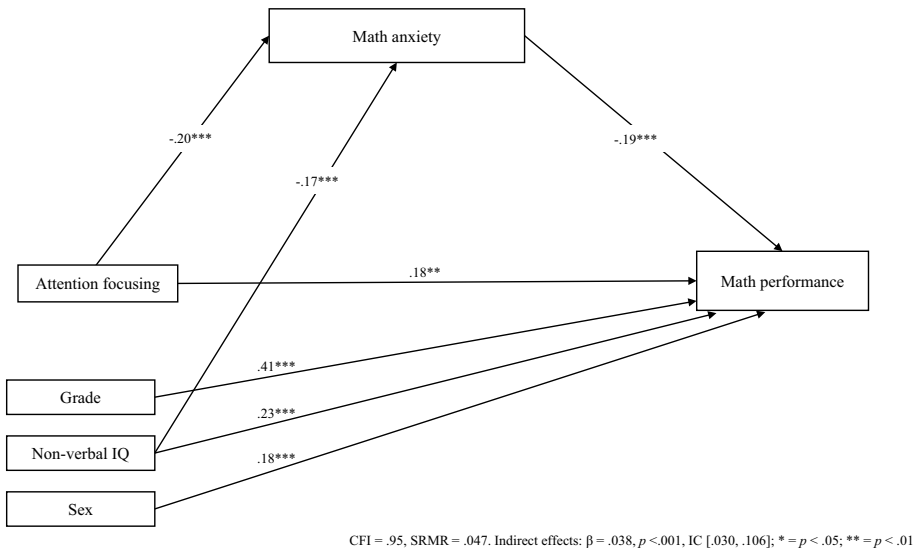 Math anxiety
-.20***
-.19***
-.17***
Attention focusing
.18**
Math performance
.41***
Grade
.23***
Non-verbal IQ
.18***
Sex
CFI = .95, SRMR = .047. Indirect effects: β = .038, p <.001, IC [.030, .106]; * = p < .05; ** = p < .01